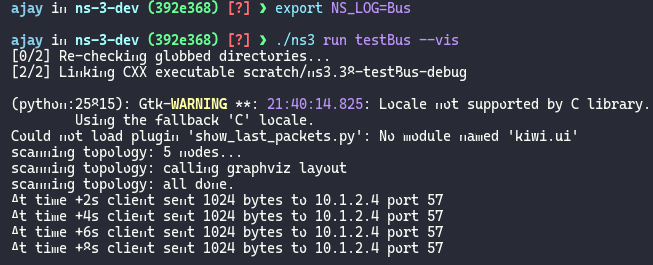 ajay in ns-3-dev (392e368) [?] ❯ export NS_LOG=Bus
ajay in ns-3-dev (392e368) [?] ❯ ./ns3 run testBus --vis
[0/2] Re-checking globbed directories...
[2/2] Linking CXX executable scratch/ns3.38-testBus-debug
(python:25815): Gtk-WARNING **: 21:40:14.825: Locale not supported by C library.
Using the fallback 'C' locale.
Could not load plugin 'show_last_packets.py': No module named 'kiwi.ui'
scanning topology: 5 nodes...
scanning topology: calling graphviz layout
scanning topology: all done.
At time +2s client sent 1024 bytes to 10.1.2.4 port 57
At time +4s client sent 1024 bytes to 10.1.2.4 port 57
At time +6s client sent 1024 bytes to 10.1.2.4 port 57
At time +8s client sent 1024 bytes to 10.1.2.4 port 57